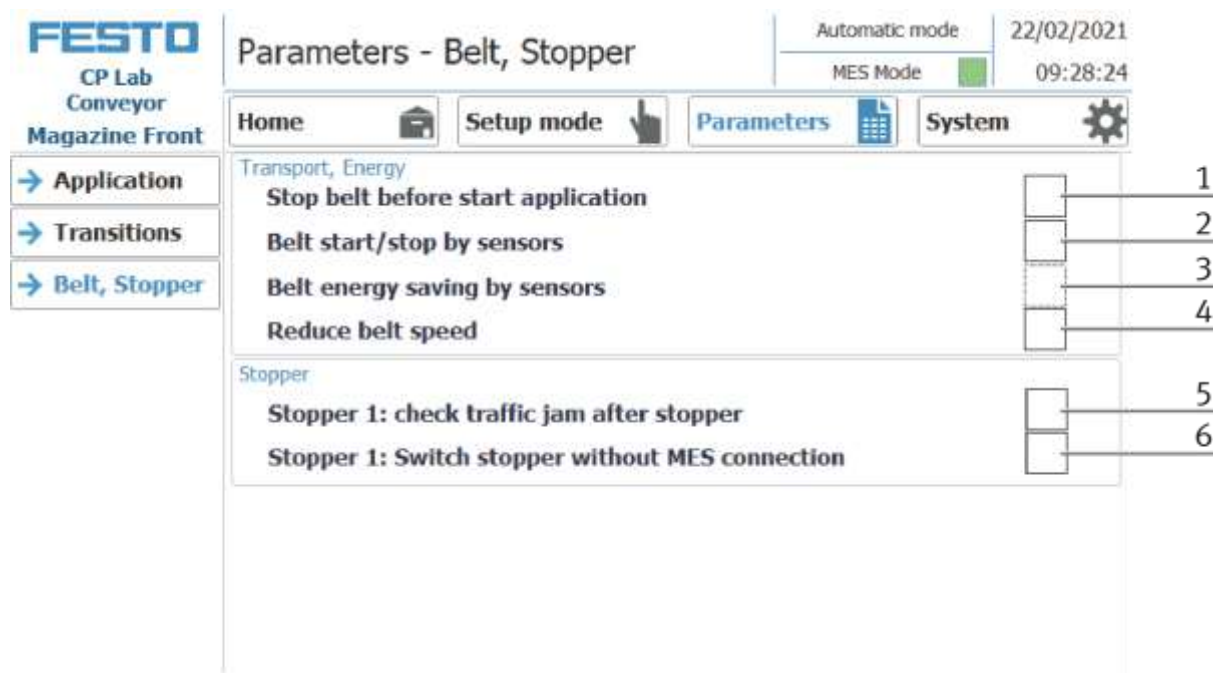 FESTO
CP Lab
Conveyor
Magazine Front
Parameters - Belt, Stopper
Automatic mode
MES Mode
22/02/2021
09:28:24
Home
Setup mode
Parameters
System
Application
Transitions
Belt, Stopper
Transport, Energy
Stop belt before start application
1
Belt start/stop by sensors
2
Belt energy saving by sensors
3
Reduce belt speed
4
Stopper
Stopper 1: check traffic jam after stopper
5
Stopper 1: Switch stopper without MES connection
6